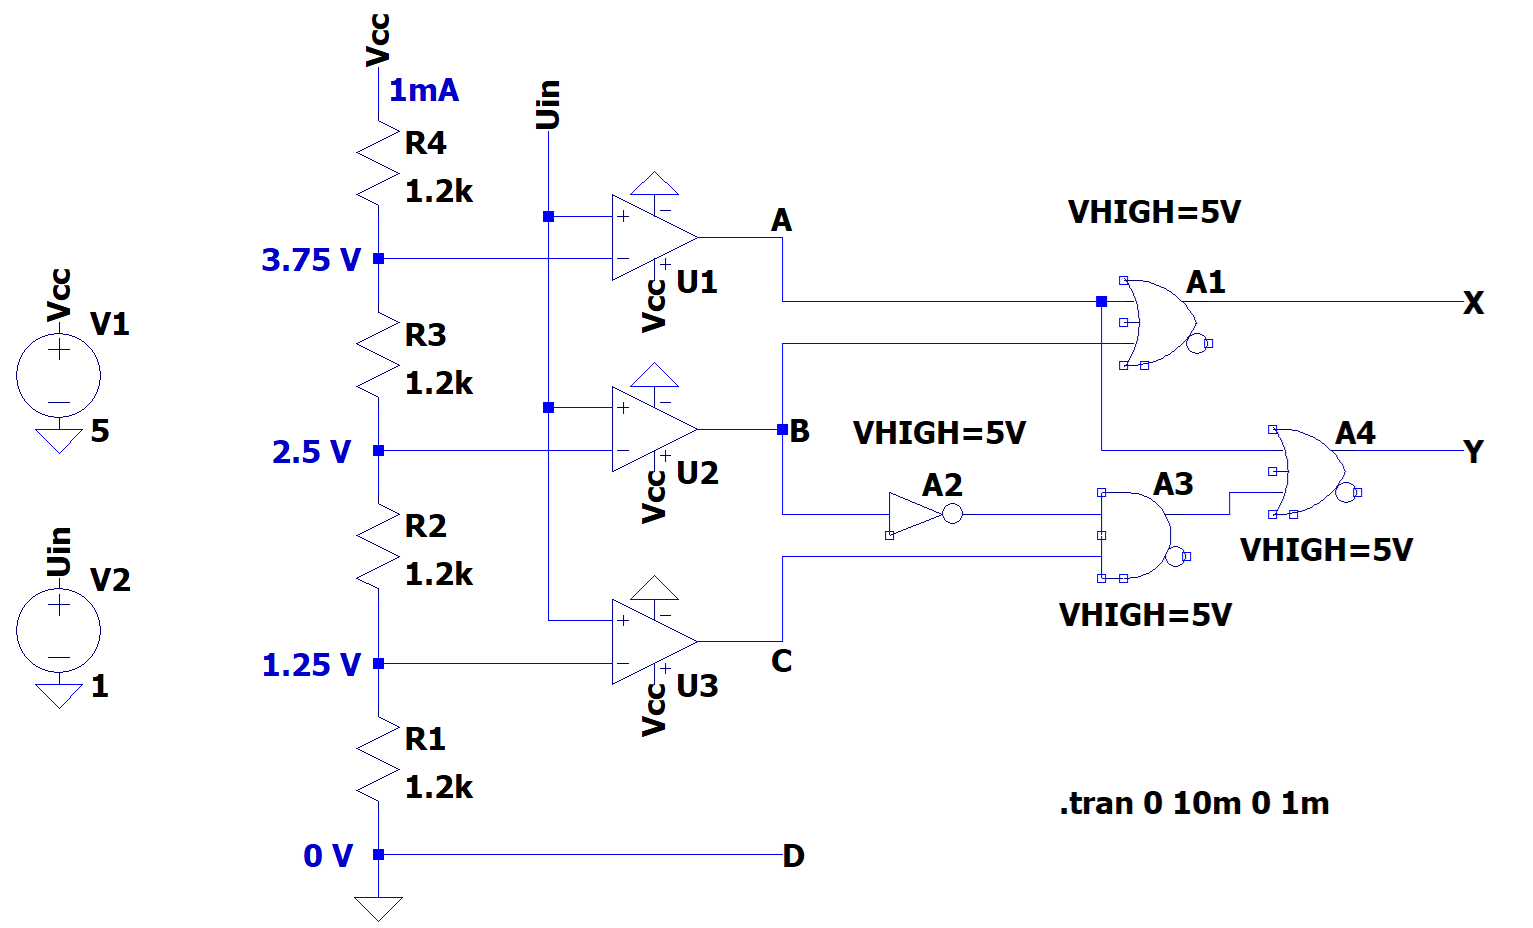 Vcc
1mA
R4
1.2k
Uin
+
−
−
+
Vcc
U1
A
3.75 V
VHIGH=5V
A1
X
Vcc
V1
+
−
5
R3
1.2k
+
−
−
+
Vcc
U2
B
2.5 V
VHIGH=5V
A2
A3
VHIGH=5V
A4
Y
VHIGH=5V
Uin
V2
+
−
1
R2
1.2k
+
−
−
+
Vcc
U3
C
1.25 V
R1
1.2k
0 V
D
.tran 0 10m 0 1m